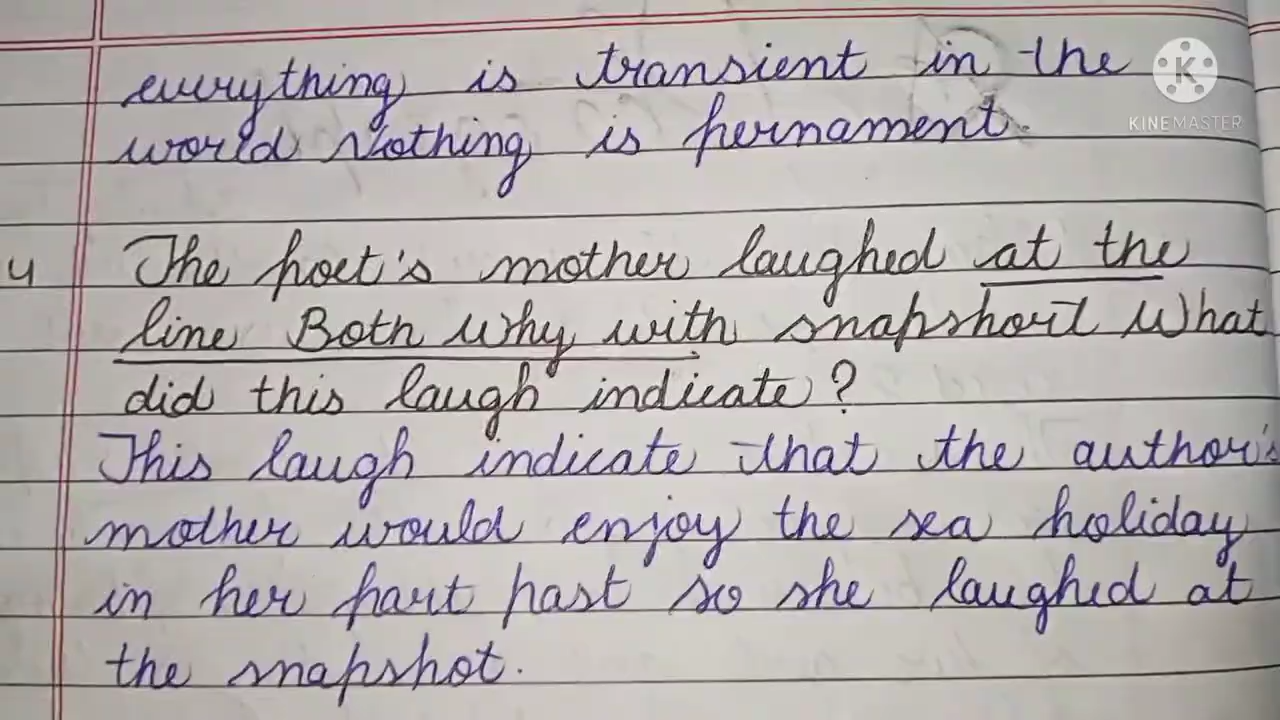 everything is transient in the
world Nothing is pernament.
KINEMASTER
4 The poet's mother laughed at the
line Both why with snapshort What
did this laugh indicate?
This laugh indicate that the author's
mother would enjoy the sea holiday
in her part past so she laughed at
the snapshot.